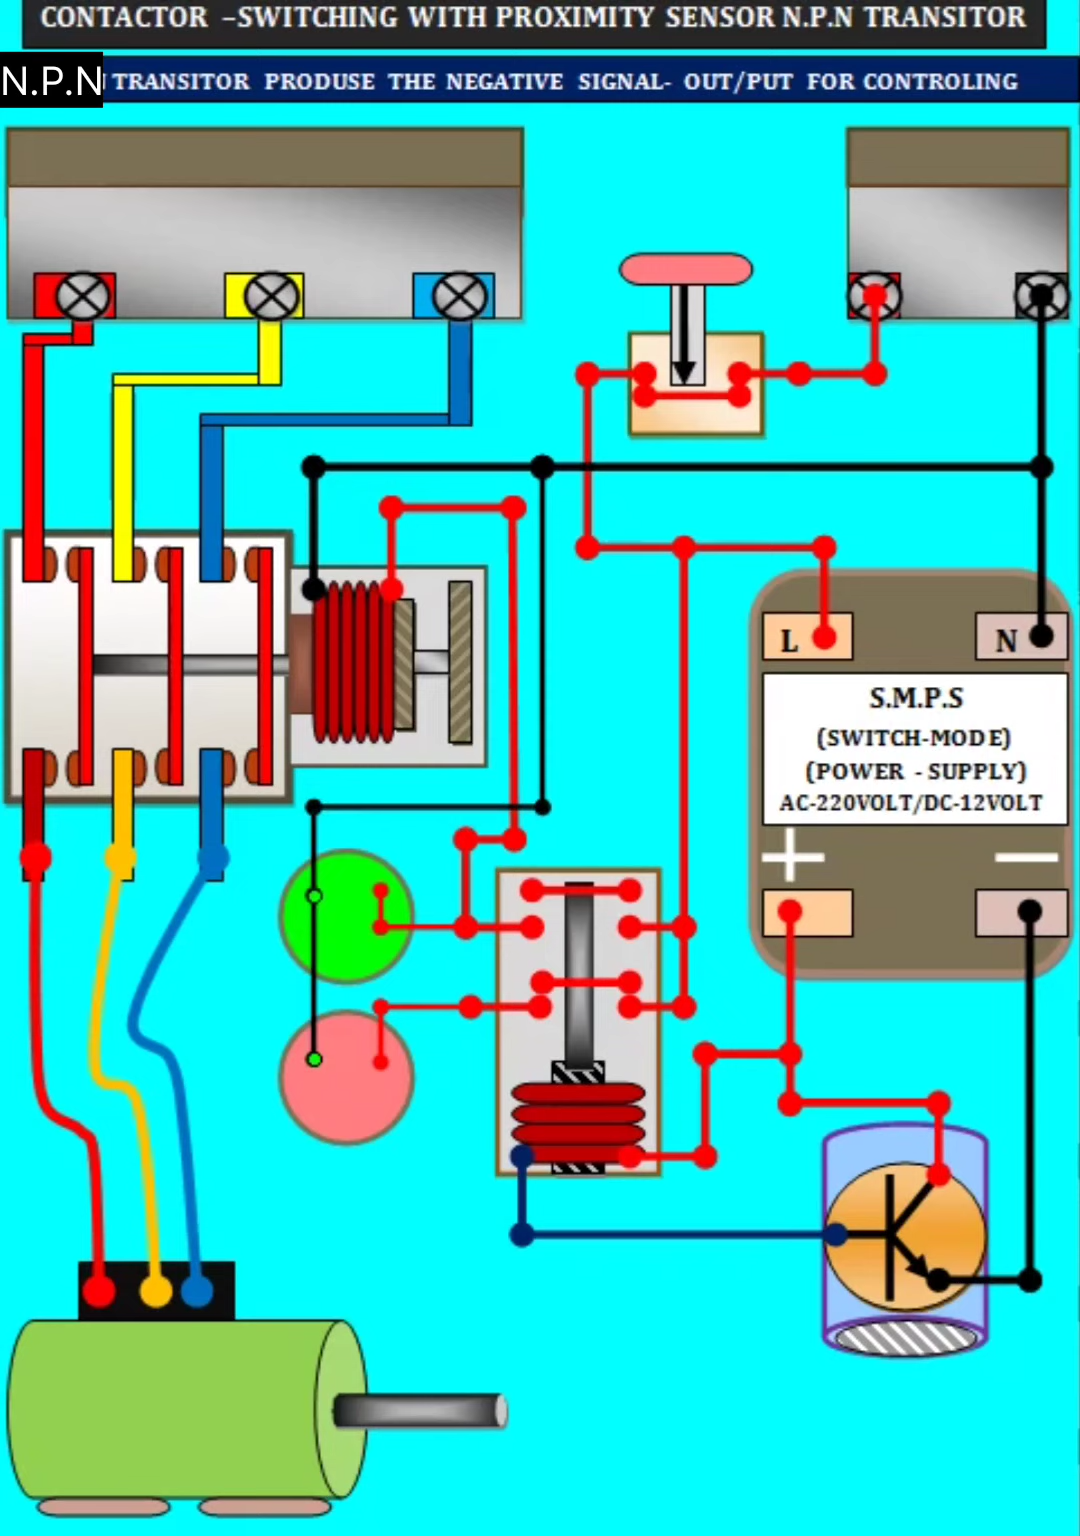 CONTACTOR –SWITCHING WITH PROXIMITY SENSOR N.P.N TRANSITOR
N.P.N TRANSITOR PRODUSE THE NEGATIVE SIGNAL- OUT/PUT FOR CONTROLING
L N
S.M.P.S
(SWITCH-MODE)
(POWER - SUPPLY)
AC-220VOLT/DC-12VOLT
+ —